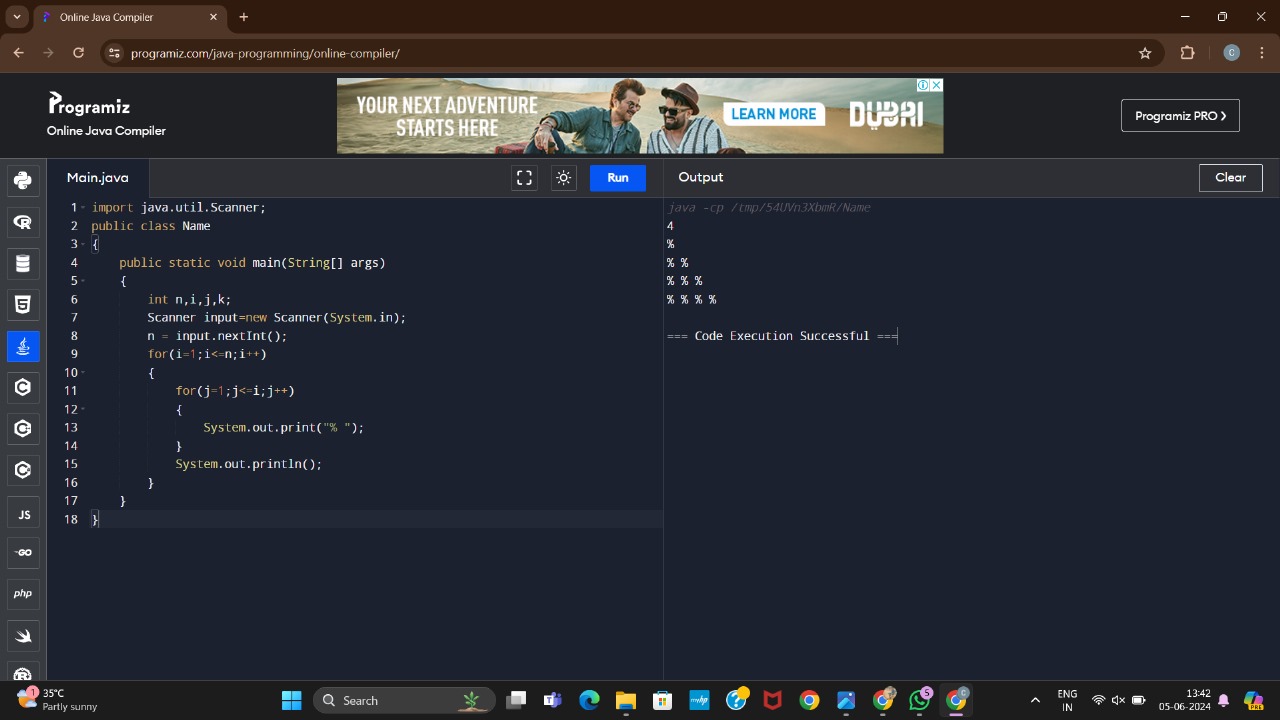 Online Java Compiler
programiz.com/java-programming/online-compiler/
C
Programiz
Online Java Compiler
YOUR NEXT ADVENTURE
STARTS HERE
LEARN MORE
DUBAI
Programiz PRO
Main.java
Run
Output
Clear
1 import java.util.Scanner;
2 public class Name
3 {
4 public static void main(String[] args)
5 {
6 int n,i,j,k;
7 Scanner input=new Scanner(System.in);
8 n = input.nextInt();
9 for(i=1;i<=n;i++)
10 {
11 for(j=1;j<=i;j++)
12 {
13 System.out.print("% ");
14 }
15 System.out.println();
16 }
17 }
18 }
java -cp /tmp/54UVn3XbmR/Name
4
%
% %
% % %
% % % %
=== Code Execution Successful ===
R
5
C
C
C
JS
GO
php
1
35°C
Partly sunny
Search
myhp
5
C
ENG
IN
13:42
05-06-2024
PRE